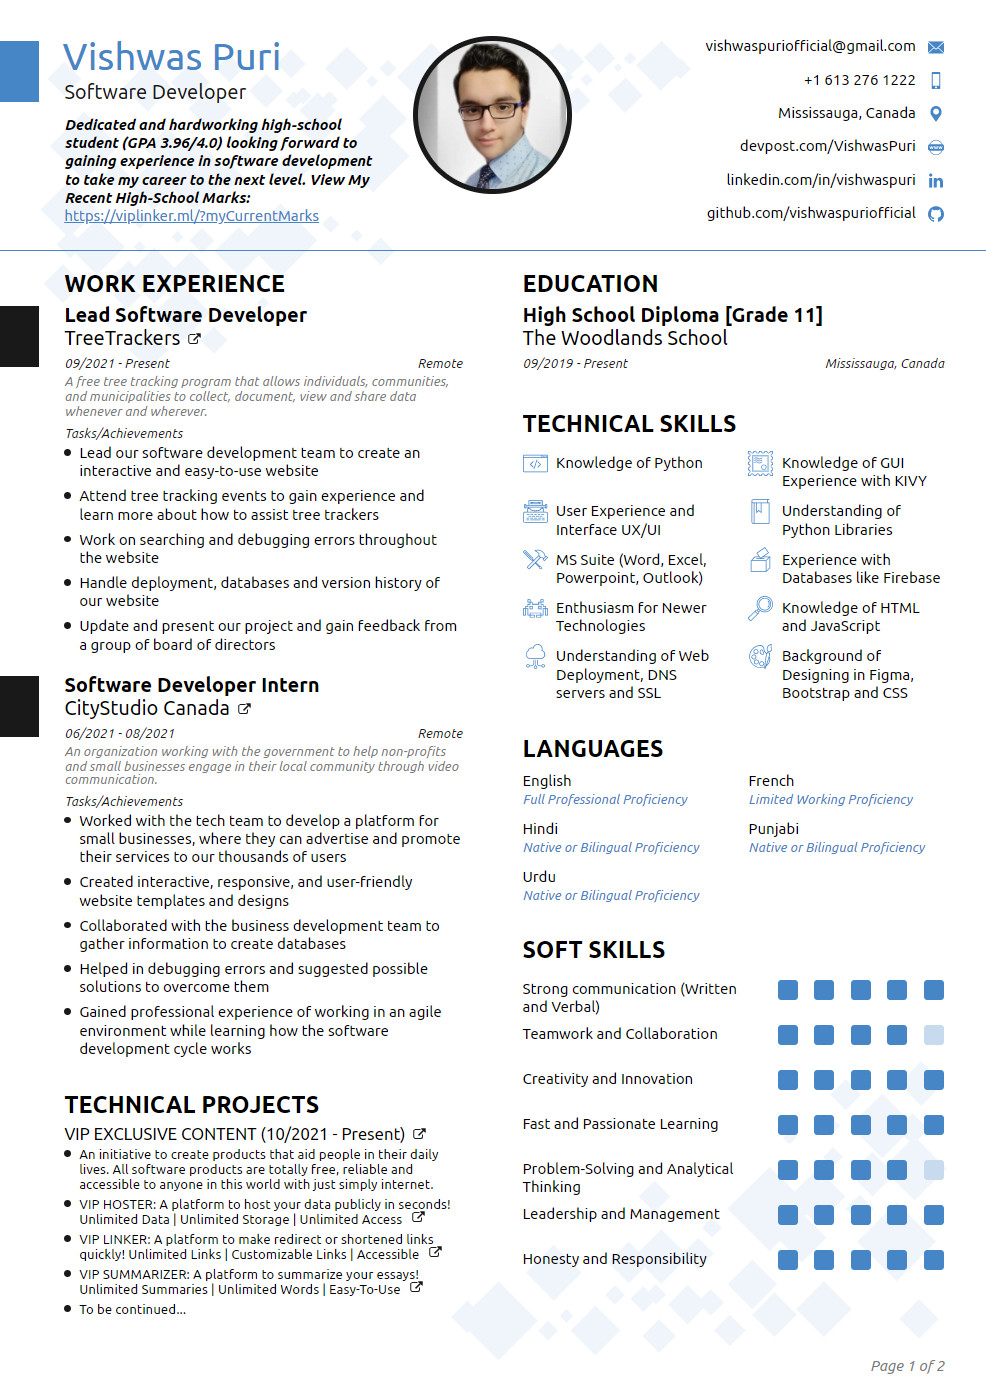 Vishwas Puri
Software Developer
Dedicated and hardworking high-school
student (GPA 3.96/4.0) looking forward to
gaining experience in software development
to take my career to the next level. View My
Recent High-School Marks:
https://viplinker.ml/?myCurrentMarks
vishwaspuriofficial@gmail.com
+1 613 276 1222
Mississauga, Canada
devpost.com/VishwasPuri
linkedin.com/in/vishwaspuri
github.com/vishwaspuriofficial
WORK EXPERIENCE
Lead Software Developer
TreeTrackers
09/2021 - Present Remote
A free tree tracking program that allows individuals, communities,
and municipalities to collect, document, view and share data
whenever and wherever.
Tasks/Achievements
Lead our software development team to create an
interactive and easy-to-use website
Attend tree tracking events to gain experience and
learn more about how to assist tree trackers
Work on searching and debugging errors throughout
the website
Handle deployment, databases and version history of
our website
Update and present our project and gain feedback from
a group of board of directors
Software Developer Intern
CityStudio Canada
06/2021 - 08/2021 Remote
An organization working with the government to help non-profits
and small businesses engage in their local community through video
communication.
Tasks/Achievements
Worked with the tech team to develop a platform for
small businesses, where they can advertise and promote
their services to our thousands of users
Created interactive, responsive, and user-friendly
website templates and designs
Collaborated with the business development team to
gather information to create databases
Helped in debugging errors and suggested possible
solutions to overcome them
Gained professional experience of working in an agile
environment while learning how the software
development cycle works
TECHNICAL PROJECTS
VIP EXCLUSIVE CONTENT (10/2021 - Present)
An initiative to create products that aid people in their daily
lives. All software products are totally free, reliable and
accessible to anyone in this world with just simply internet.
VIP HOSTER: A platform to host your data publicly in seconds!
Unlimited Data | Unlimited Storage | Unlimited Access
VIP LINKER: A platform to make redirect or shortened links
quickly! Unlimited Links | Customizable Links | Accessible
VIP SUMMARIZER: A platform to summarize your essays!
Unlimited Summaries | Unlimited Words | Easy-To-Use
To be continued...
EDUCATION
High School Diploma [Grade 11]
The Woodlands School
09/2019 - Present Mississauga, Canada
TECHNICAL SKILLS
Knowledge of Python
Knowledge of GUI
Experience with KIVY
User Experience and
Interface UX/UI
Understanding of
Python Libraries
MS Suite (Word, Excel,
Powerpoint, Outlook)
Experience with
Databases like Firebase
Enthusiasm for Newer
Technologies
Knowledge of HTML
and JavaScript
Understanding of Web
Deployment, DNS
servers and SSL
Background of
Designing in Figma,
Bootstrap and CSS
LANGUAGES
English
Full Professional Proficiency
French
Limited Working Proficiency
Hindi
Native or Bilingual Proficiency
Punjabi
Native or Bilingual Proficiency
Urdu
Native or Bilingual Proficiency
SOFT SKILLS
Strong communication (Written
and Verbal)
Teamwork and Collaboration
Creativity and Innovation
Fast and Passionate Learning
Problem-Solving and Analytical
Thinking
Leadership and Management
Honesty and Responsibility
Page 1 of 2